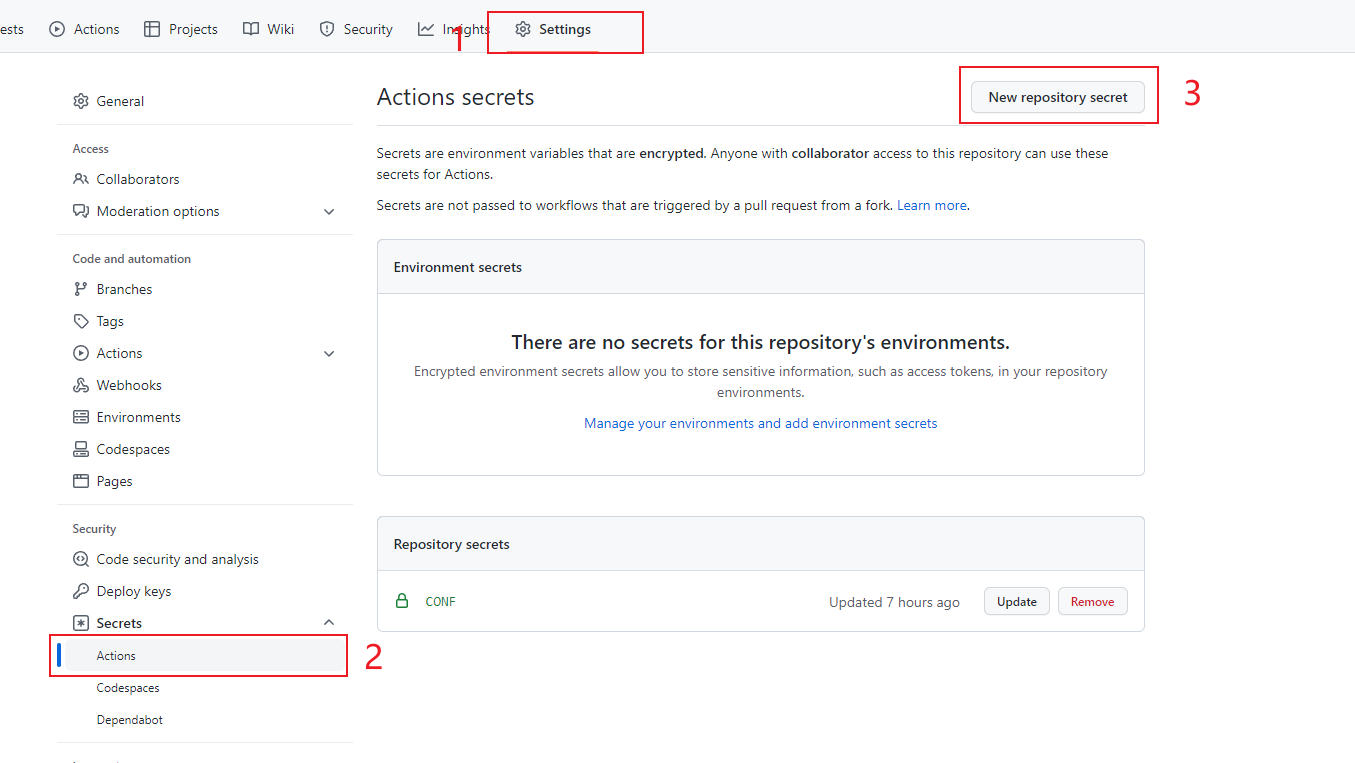 ests Actions Projects Wiki Security Insights 1 Settings
General
Access
Collaborators
Moderation options
Code and automation
Branches
Tags
Actions
Webhooks
Environments
Codespaces
Pages
Security
Code security and analysis
Deploy keys
Secrets
Actions
2
Codespaces
Dependabot
Actions secrets
New repository secret
3
Secrets are environment variables that are encrypted. Anyone with collaborator access to this repository can use these
secrets for Actions.
Secrets are not passed to workflows that are triggered by a pull request from a fork. Learn more.
Environment secrets
There are no secrets for this repository's environments.
Encrypted environment secrets allow you to store sensitive information, such as access tokens, in your repository
environments.
Manage your environments and add environment secrets
Repository secrets
CONF Updated 7 hours ago Update Remove